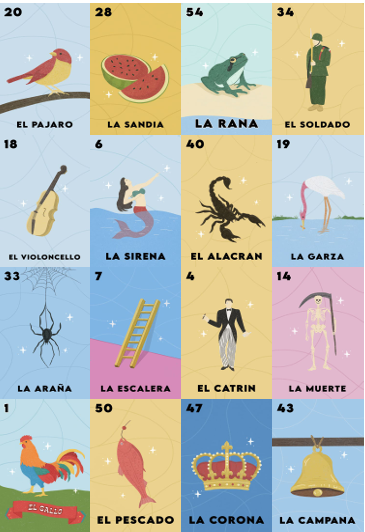 20
28
54
34
EL PAJARO
LA SANDIA
LA RANA
EL SOLDADO
18
6
40
19
EL VIOLONCELLO
LA SIRENA
EL ALACRAN
LA GARZA
33
7
4
14
LA ARAÑA
LA ESCALERA
EL CATRIN
LA MUERTE
1
50
47
43
EL GALLO
EL PESCADO
LA CORONA
LA CAMPANA